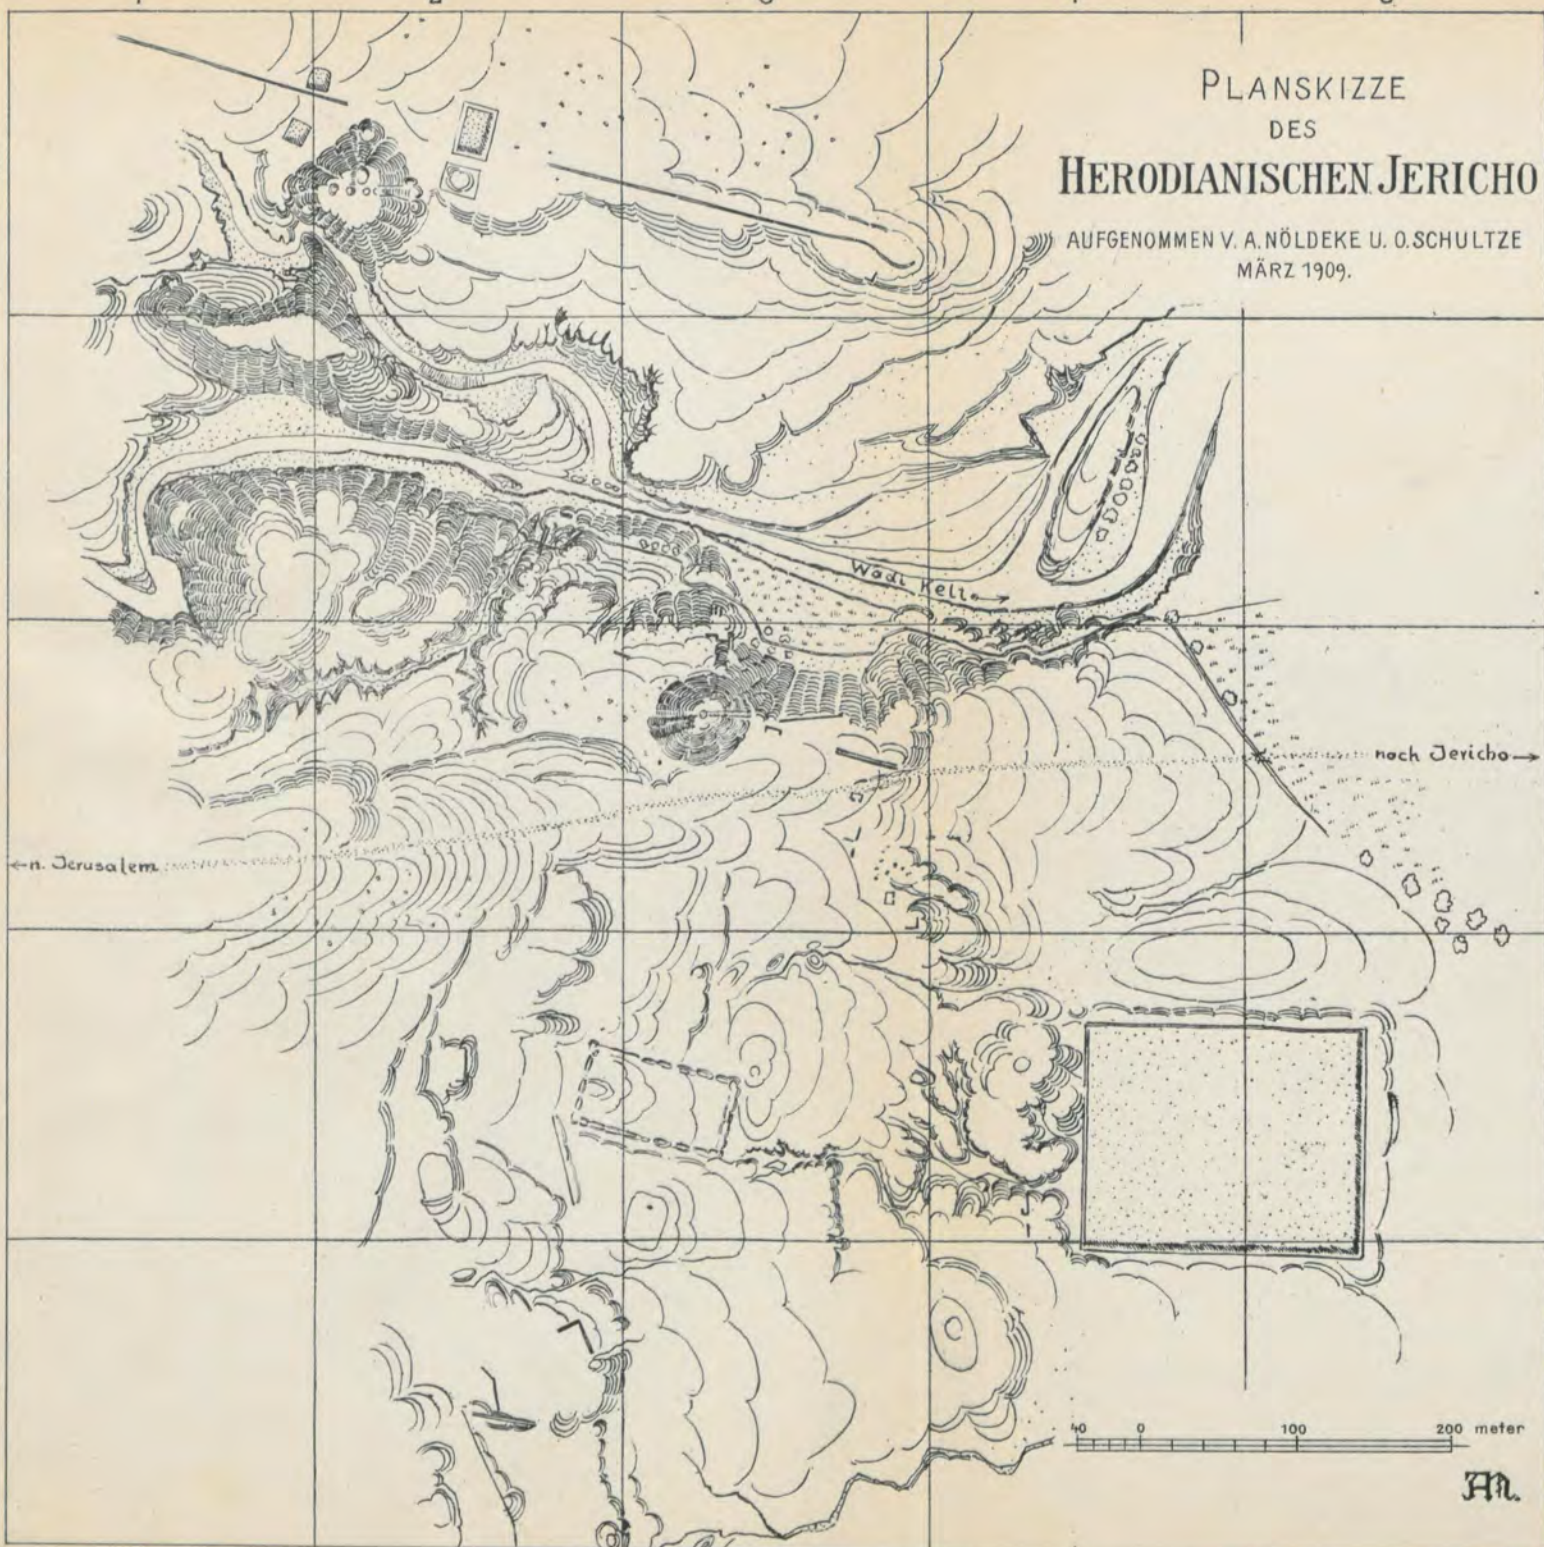 PLANSKIZZE
DES
HERODIANISCHEN JERICHO
AUFGENOMMEN V. A. NÖLDEKE U. O. SCHULTZE
MÄRZ 1909.
Wadi Kelt
nach Jericho
n. Jerusalem
40 0 100 200 meter
AN.